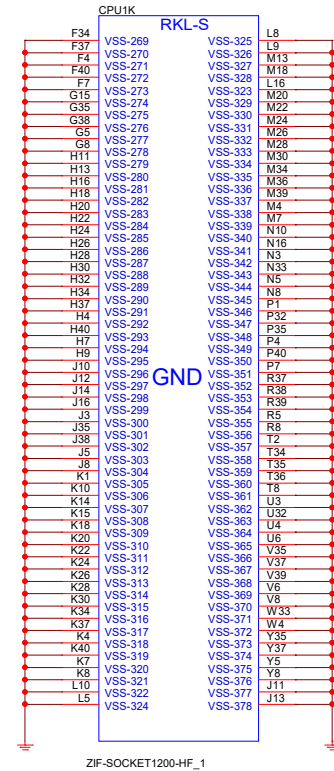 CPU1K
RKL-S
F34 VSS-269 VSS-325 L8
F37 VSS-270 VSS-326 L9
F4 VSS-271 VSS-327 M13
F40 VSS-272 VSS-328 M18
F7 VSS-273 VSS-323 L16
G15 VSS-274 VSS-329 M20
G35 VSS-275 VSS-330 M22
G38 VSS-276 VSS-331 M24
G5 VSS-277 VSS-332 M26
G8 VSS-278 VSS-333 M28
H11 VSS-279 VSS-334 M30
H13 VSS-280 VSS-335 M34
H16 VSS-281 VSS-336 M36
H18 VSS-282 VSS-337 M39
H20 VSS-283 VSS-338 M4
H22 VSS-284 VSS-339 M7
H24 VSS-285 VSS-340 N10
H26 VSS-286 VSS-341 N16
H28 VSS-287 VSS-342 N3
H30 VSS-288 VSS-343 N33
H32 VSS-289 VSS-344 N5
H34 VSS-290 VSS-345 N8
H37 VSS-291 VSS-346 P1
H4 VSS-292 VSS-347 P32
H40 VSS-293 VSS-348 P35
H7 VSS-294 VSS-349 P4
H9 VSS-295 VSS-350 P40
J10 VSS-296 GND VSS-351 P7
J12 VSS-297 VSS-352 R37
J14 VSS-298 VSS-353 R38
J16 VSS-299 VSS-354 R39
J3 VSS-300 VSS-355 R5
J35 VSS-301 VSS-356 R8
J38 VSS-302 VSS-357 T2
J5 VSS-303 VSS-358 T34
J8 VSS-304 VSS-359 T35
K1 VSS-305 VSS-360 T36
K10 VSS-306 VSS-361 T8
K14 VSS-307 VSS-362 U3
K15 VSS-308 VSS-363 U32
K18 VSS-309 VSS-364 U4
K20 VSS-310 VSS-365 U6
K22 VSS-311 VSS-366 V35
K24 VSS-312 VSS-367 V37
K26 VSS-313 VSS-368 V39
K28 VSS-314 VSS-369 V6
K30 VSS-315 VSS-370 V8
K34 VSS-316 VSS-371 W33
K37 VSS-317 VSS-372 W4
K4 VSS-318 VSS-373 Y35
K40 VSS-319 VSS-374 Y37
K7 VSS-320 VSS-375 Y5
K8 VSS-321 VSS-376 Y8
L10 VSS-322 VSS-377 J11
L5 VSS-324 VSS-378 J13
ZIF-SOCKET1200-HF_1